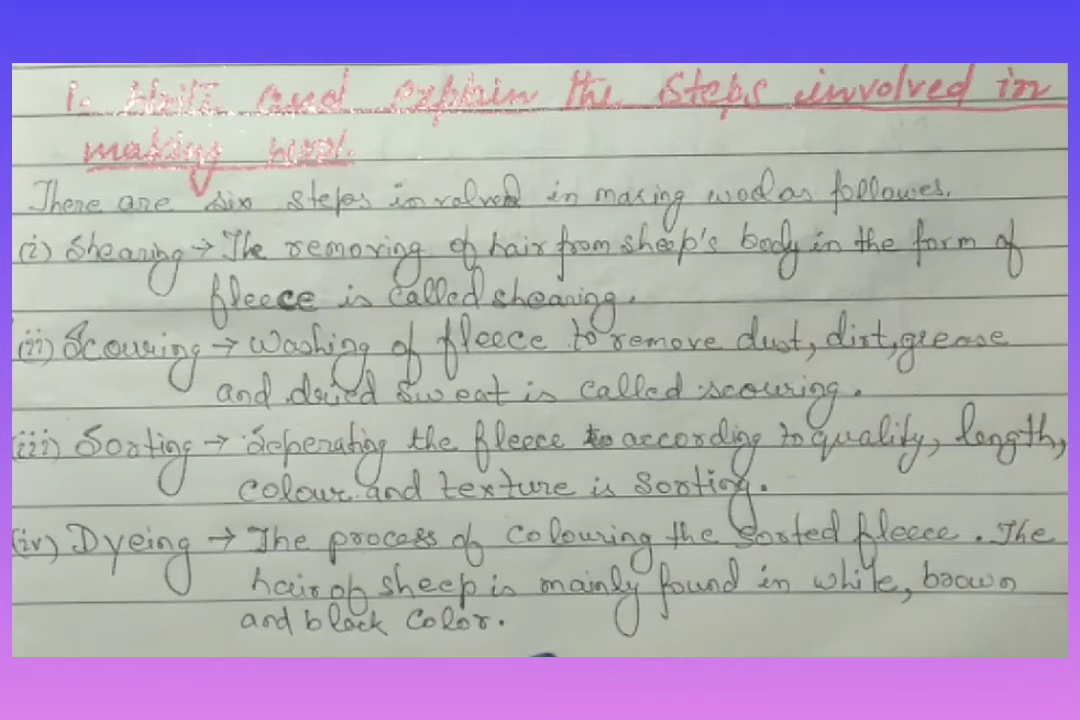 1. Write and explain the steps involved in
making wool.
There are six steps involved in making wool as followes.
(i) Shearing → The removing of hair from sheep's body in the form of
fleece is called shearing.
(ii) Scouring → Washing of fleece to remove dust, dirt, grease
and dried sweat is called scouring.
(iii) Sorting → Seperating the fleece according to quality, length,
colour and texture is sorting.
(iv) Dyeing → The process of colouring the sorted fleece. The
hair of sheep is mainly found in white, brown
and black color.